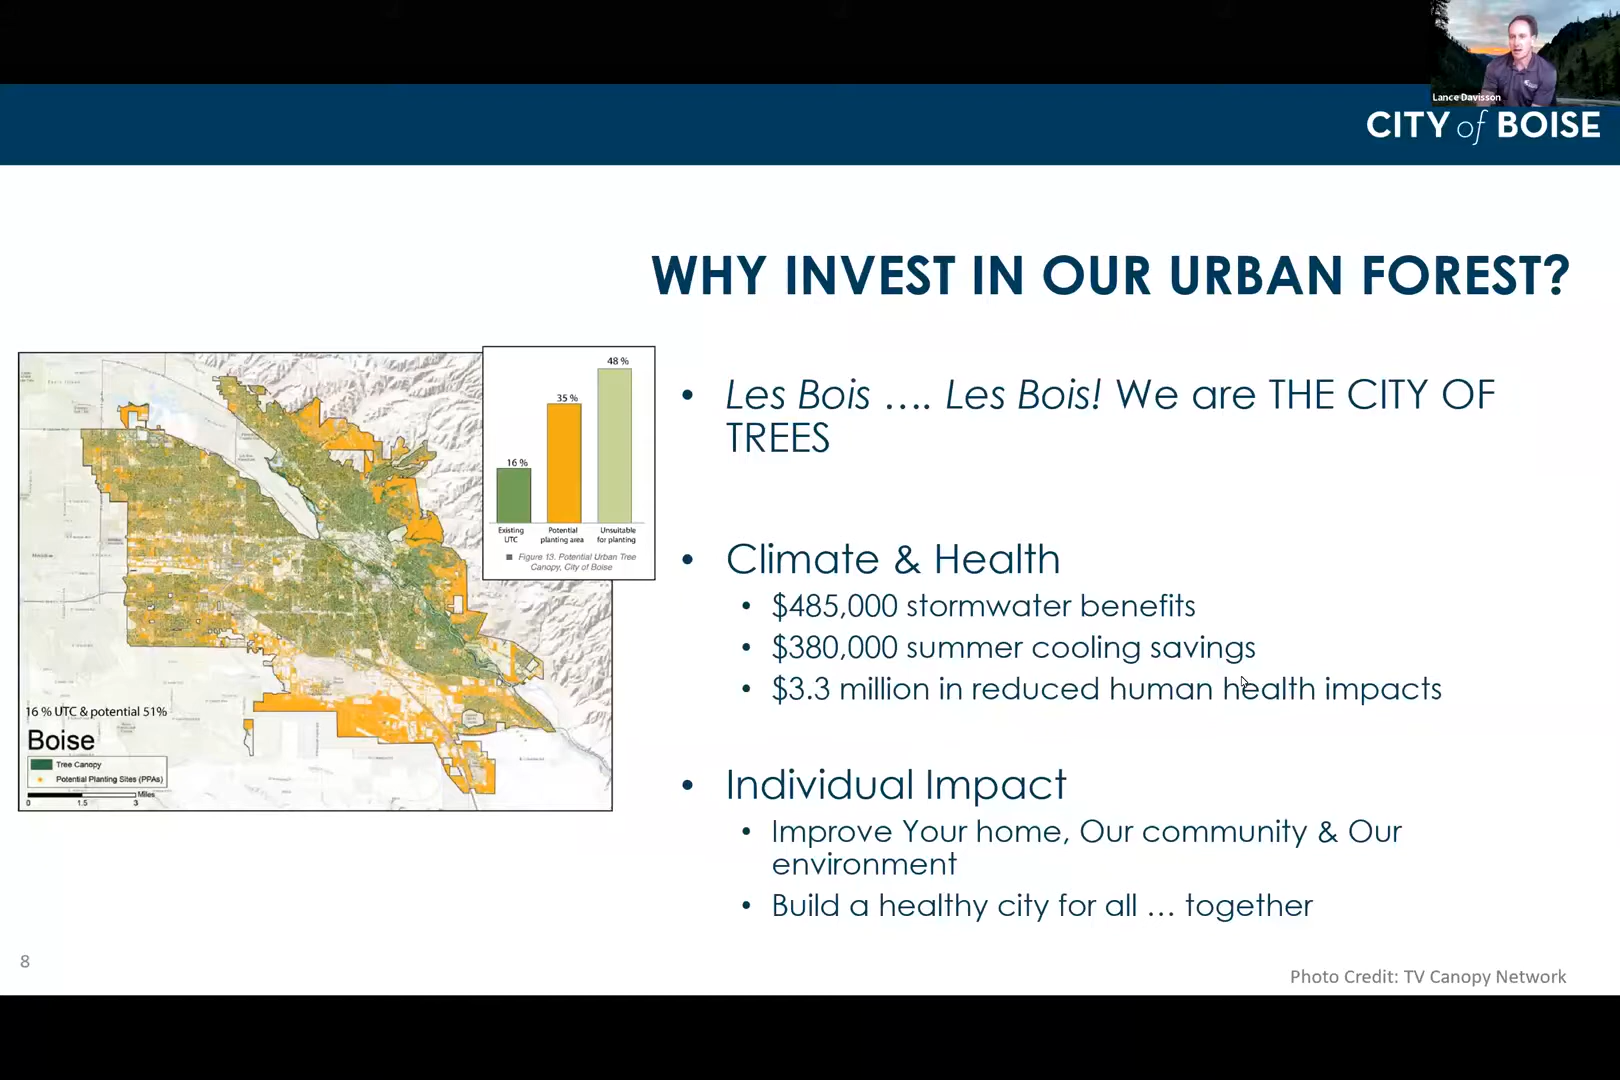 Lance Davisson
CITY of BOISE
WHY INVEST IN OUR URBAN FOREST?
• Les Bois .... Les Bois! We are THE CITY OF
TREES
• Climate & Health
• $485,000 stormwater benefits
• $380,000 summer cooling savings
• $3.3 million in reduced human health impacts
• Individual Impact
• Improve Your home, Our community & Our
environment
• Build a healthy city for all … together
48 %
35 %
16 %
Existing
UTC
Potential
planting area
Unsuitable
for planting
Figure 13. Potential Urban Tree
Canopy, City of Boise
16 % UTC & potential 51%
Boise
Tree Canopy
Potential Planting Sites (PPAs)
Miles
0 1.5 3
8
Photo Credit: TV Canopy Network